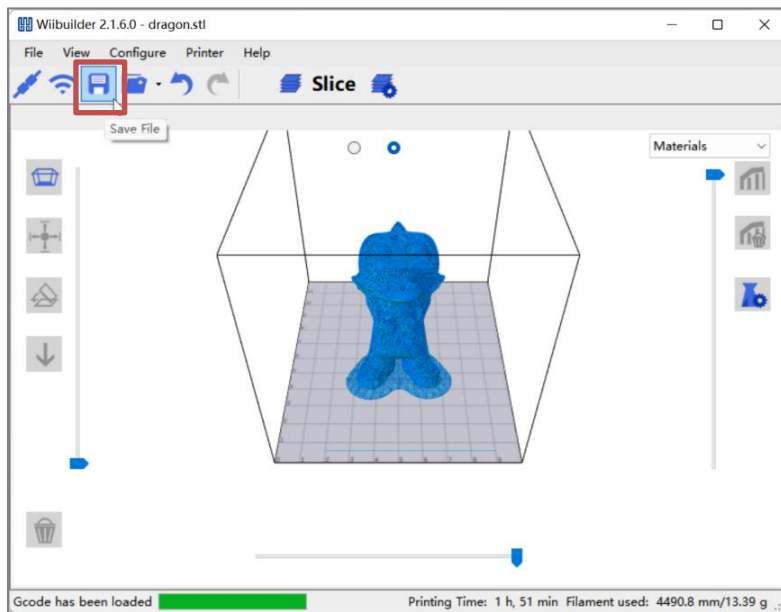 Wiibuilder 2.1.6.0 - dragon.stl
File View Configure Printer Help
Slice
Save File
Materials
Gcode has been loaded
Printing Time: 1 h, 51 min Filament used: 4490.8 mm/13.39 g